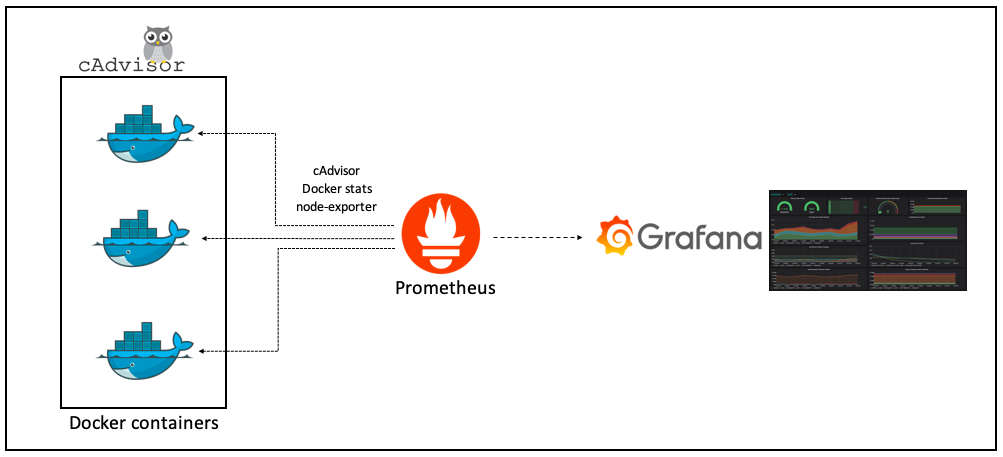 cAdvisor
cAdvisor
Docker stats
node-exporter
Prometheus
Grafana
Docker containers